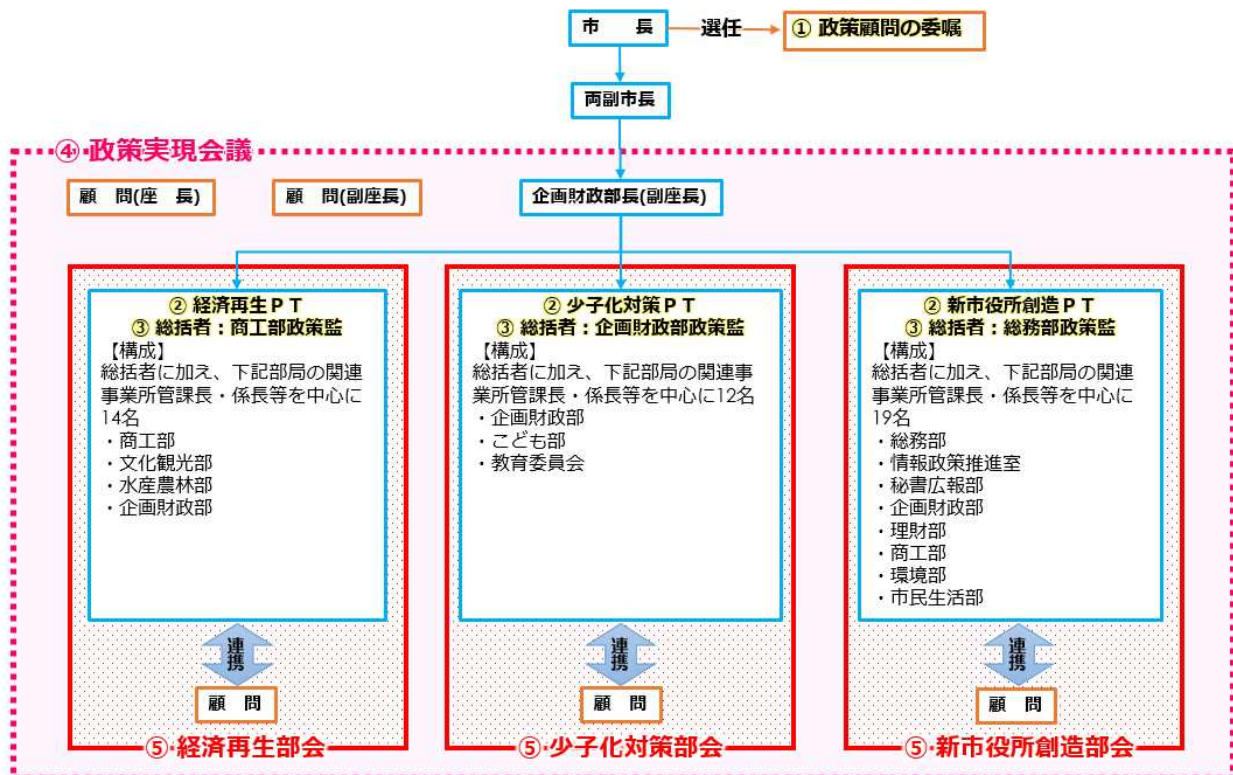 市　長
選任
① 政策顧問の委嘱
両副市長
④ 政策実現会議
顧　問(座　長)
顧　問(副座長)
企画財政部長(副座長)
② 経済再生ＰＴ
③ 総括者：商工部政策監
【構成】
総括者に加え、下記部局の関連
事業所管課長・係長等を中心に
14名
・商工部
・文化観光部
・水産農林部
・企画財政部
連携
顧　問
⑤ 経済再生部会
② 少子化対策ＰＴ
③ 総括者：企画財政部政策監
【構成】
総括者に加え、下記部局の関連事
業所管課長・係長等を中心に12名
・企画財政部
・こども部
・教育委員会
連携
顧　問
⑤ 少子化対策部会
② 新市役所創造ＰＴ
③ 総括者：総務部政策監
【構成】
総括者に加え、下記部局の関連
事業所管課長・係長等を中心に
19名
・総務部
・情報政策推進室
・秘書広報部
・企画財政部
・理財部
・商工部
・環境部
・市民生活部
連携
顧　問
⑤ 新市役所創造部会